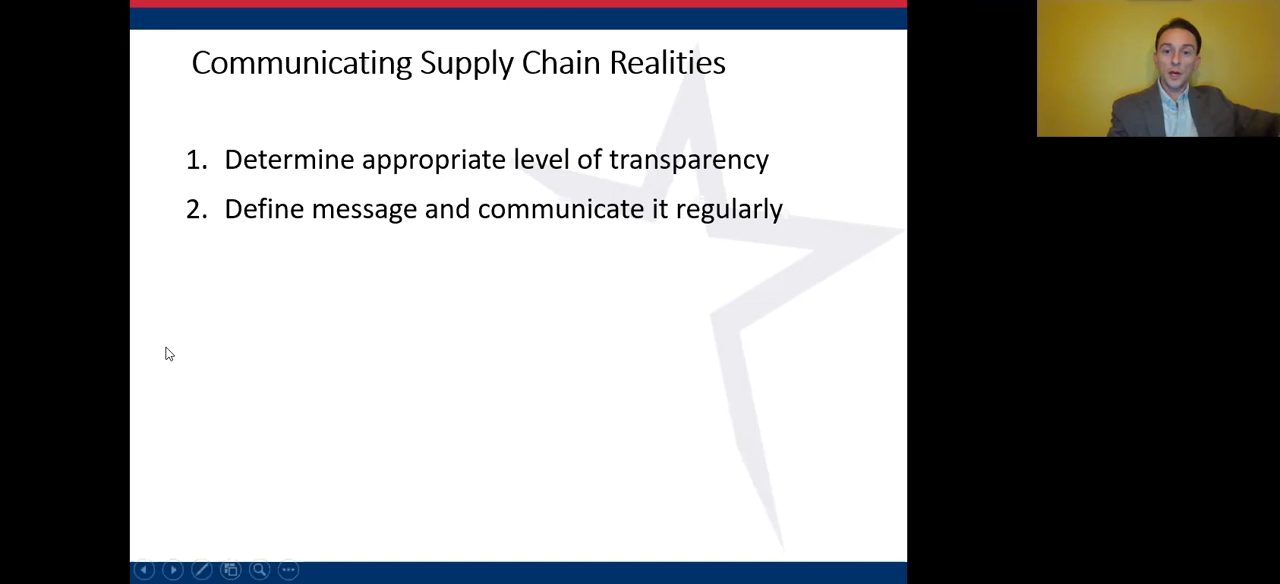 Communicating Supply Chain Realities
1. Determine appropriate level of transparency
2. Define message and communicate it regularly